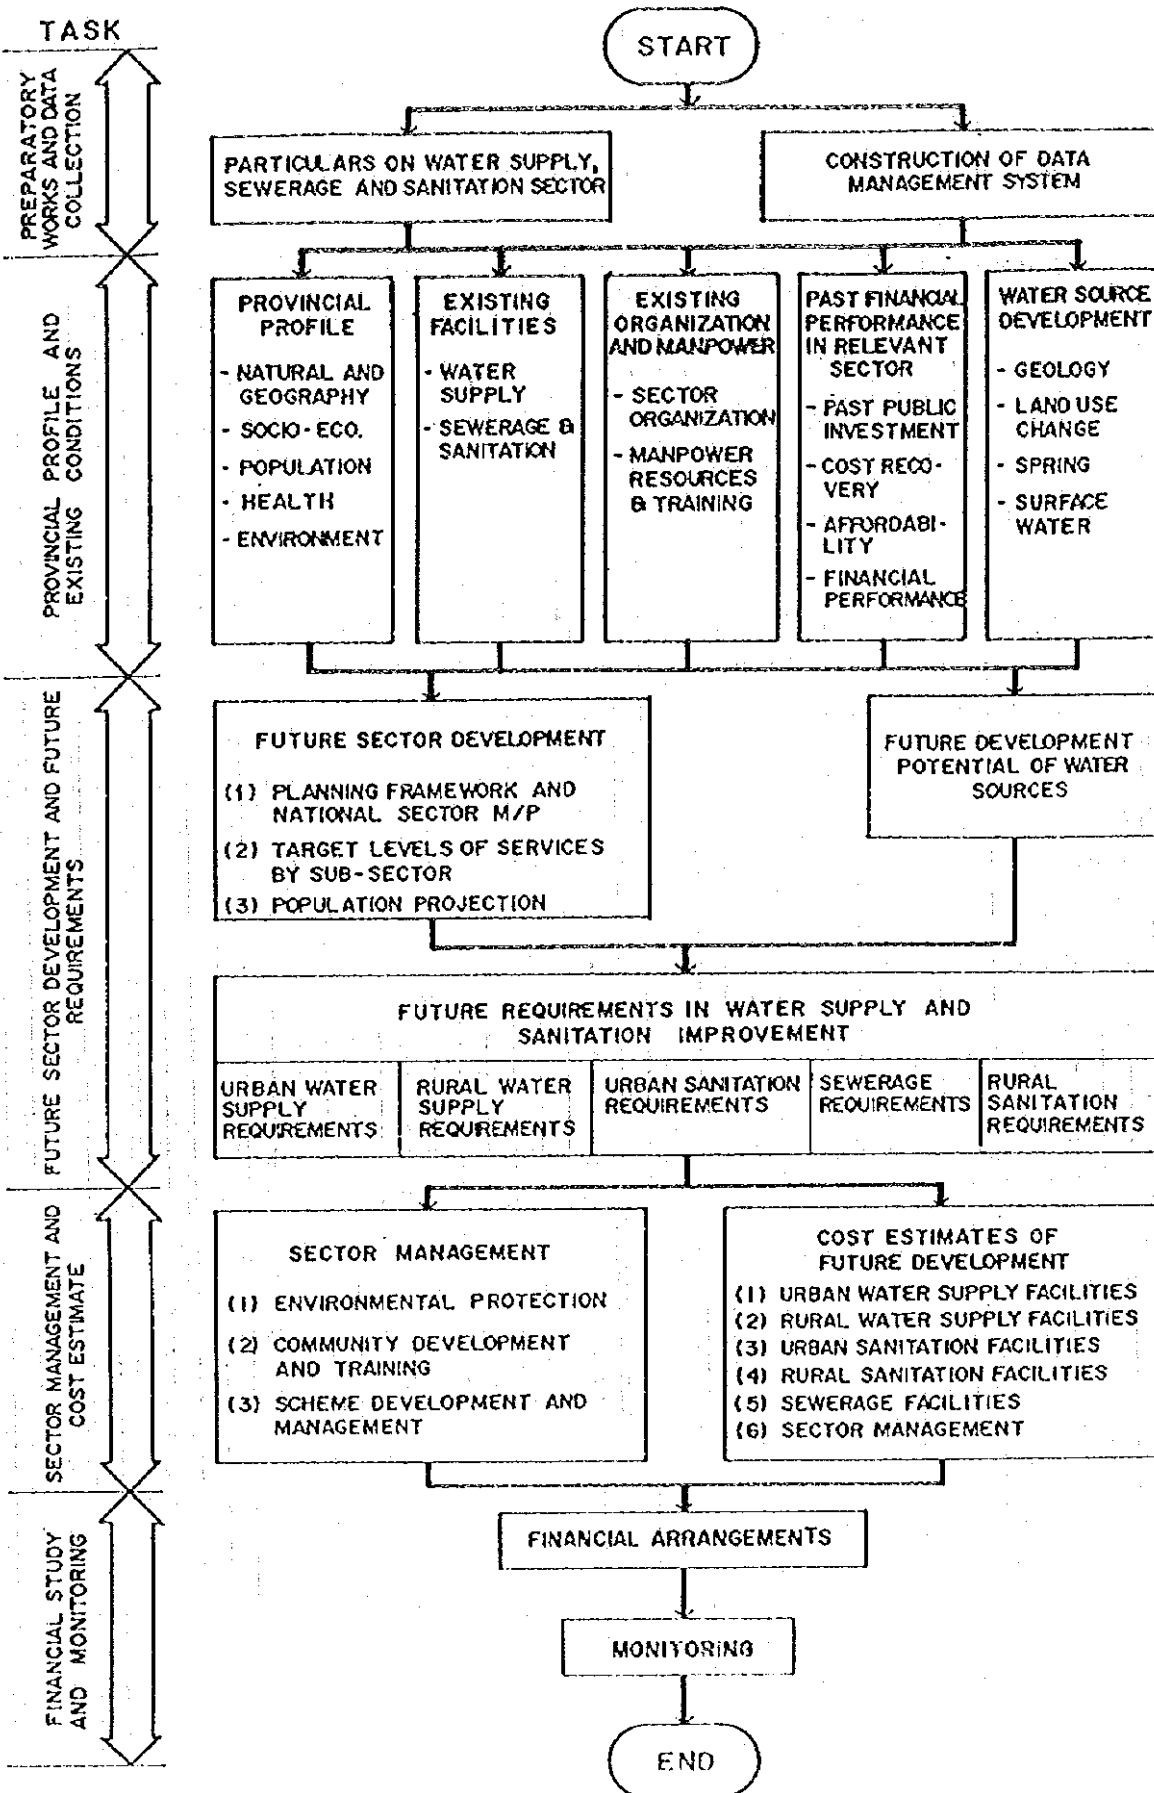 TASK
START
PREPARATORY
WORKS AND DATA
COLLECTION
PARTICULARS ON WATER SUPPLY,
SEWERAGE AND SANITATION SECTOR
CONSTRUCTION OF DATA
MANAGEMENT SYSTEM
PROVINCIAL PROFILE AND
EXISTING CONDITIONS
PROVINCIAL
PROFILE
- NATURAL AND
GEOGRAPHY
- SOCIO-ECO.
- POPULATION
- HEALTH
- ENVIRONMENT
EXISTING
FACILITIES
- WATER
SUPPLY
- SEWERAGE &
SANITATION
EXISTING
ORGANIZATION
AND MANPOWER
- SECTOR
ORGANIZATION
- MANPOWER
RESOURCES
& TRAINING
PAST FINANCIAL
PERFORMANCE
IN RELEVANT
SECTOR
- PAST PUBLIC
INVESTMENT
- COST RECO-
VERY
- AFFORDABI-
LITY
- FINANCIAL
PERFORMANCE
WATER SOURCE
DEVELOPMENT
- GEOLOGY
- LAND USE
CHANGE
- SPRING
- SURFACE
WATER
FUTURE SECTOR DEVELOPMENT AND FUTURE
REQUIREMENTS
FUTURE SECTOR DEVELOPMENT
(1) PLANNING FRAMEWORK AND
NATIONAL SECTOR M/P
(2) TARGET LEVELS OF SERVICES
BY SUB-SECTOR
(3) POPULATION PROJECTION
FUTURE DEVELOPMENT
POTENTIAL OF WATER
SOURCES
FUTURE REQUIREMENTS IN WATER SUPPLY AND
SANITATION IMPROVEMENT
URBAN WATER
SUPPLY
REQUIREMENTS
RURAL WATER
SUPPLY
REQUIREMENTS
URBAN SANITATION
REQUIREMENTS
SEWERAGE
REQUIREMENTS
RURAL
SANITATION
REQUIREMENTS
SECTOR MANAGEMENT AND
COST ESTIMATE
SECTOR MANAGEMENT
(1) ENVIRONMENTAL PROTECTION
(2) COMMUNITY DEVELOPMENT
AND TRAINING
(3) SCHEME DEVELOPMENT AND
MANAGEMENT
COST ESTIMATES OF
FUTURE DEVELOPMENT
(1) URBAN WATER SUPPLY FACILITIES
(2) RURAL WATER SUPPLY FACILITIES
(3) URBAN SANITATION FACILITIES
(4) RURAL SANITATION FACILITIES
(5) SEWERAGE FACILITIES
(6) SECTOR MANAGEMENT
FINANCIAL STUDY
AND MONITORING
FINANCIAL ARRANGEMENTS
MONITORING
END